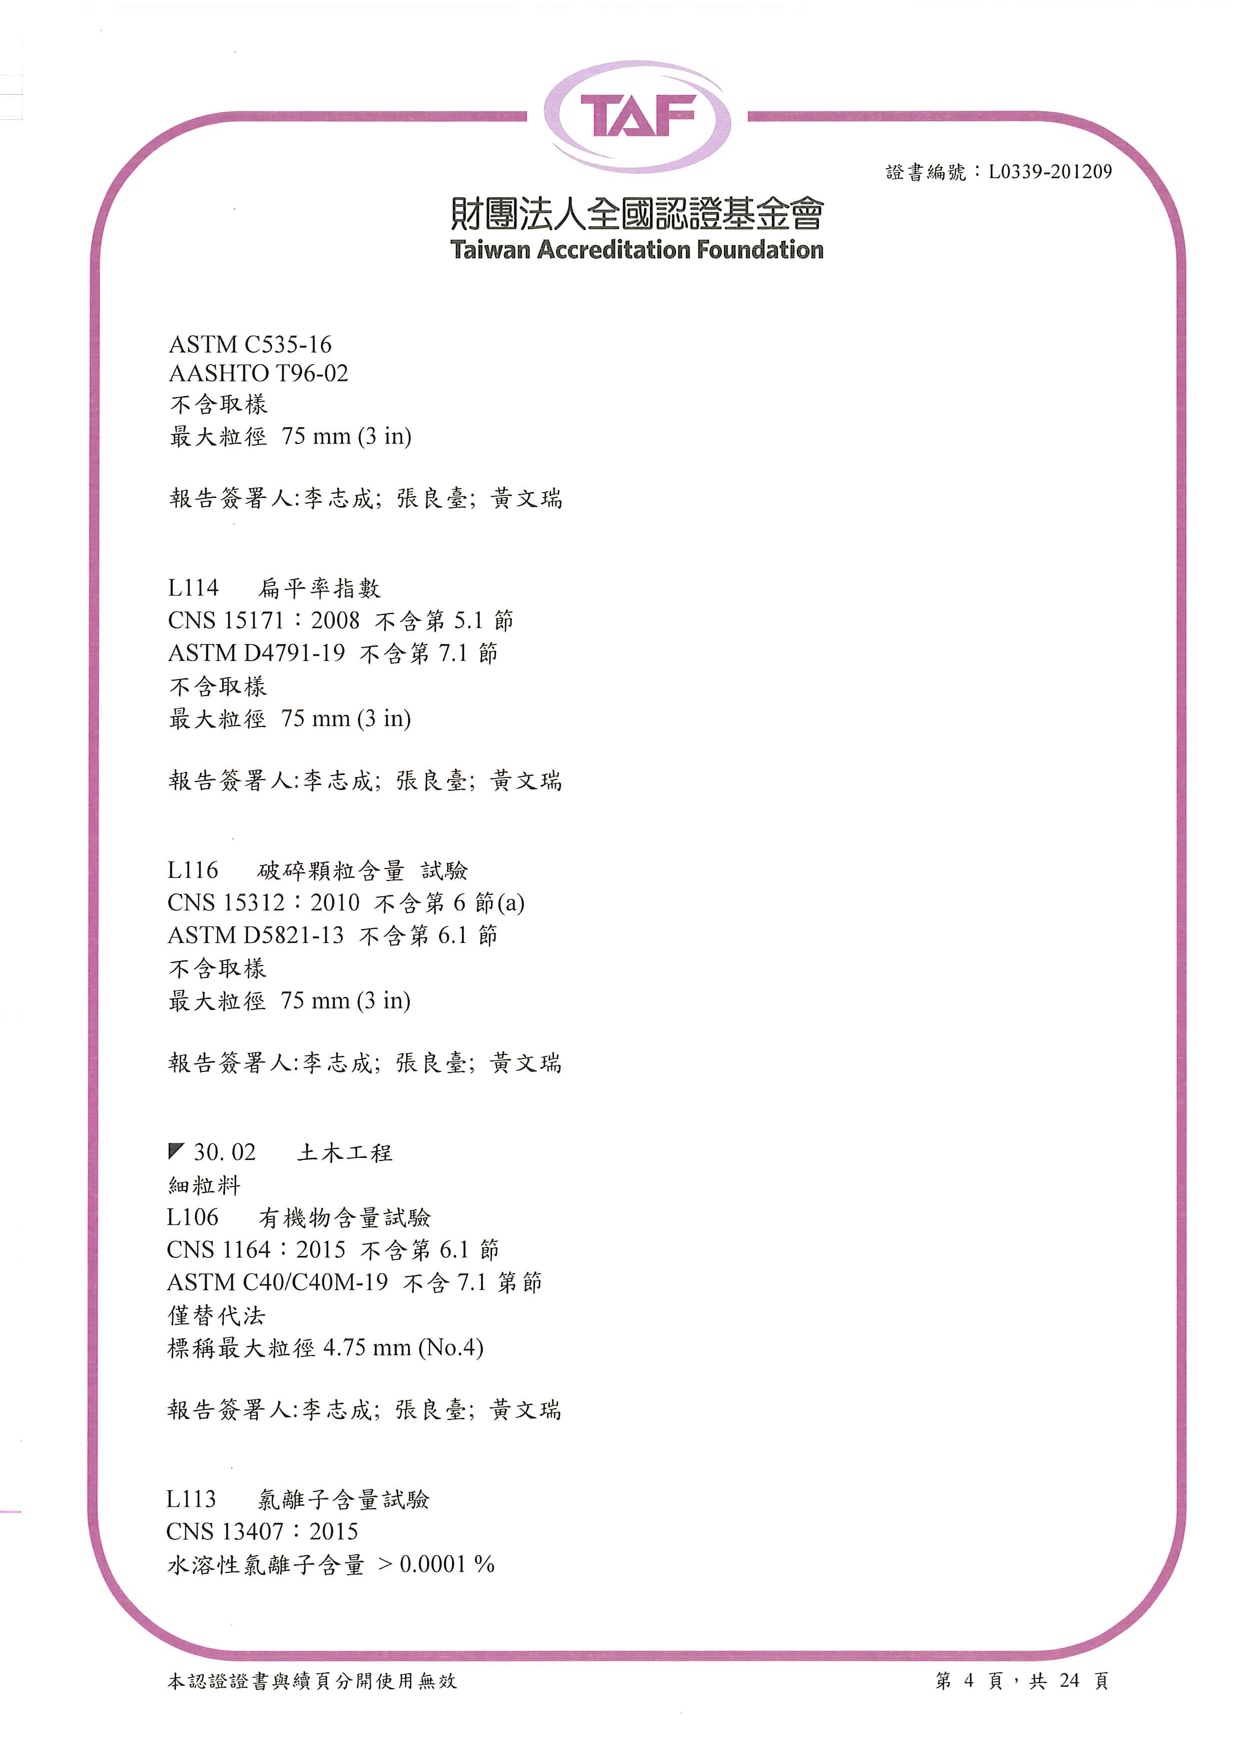 TAF
證書編號：L0339-201209
財團法人全國認證基金會
Taiwan Accreditation Foundation
ASTM C535-16
AASHTO T96-02
不含取樣
最大粒徑 75 mm (3 in)
報告簽署人:李志成; 張良臺; 黃文瑞
L114 扁平率指數
CNS 15171：2008 不含第 5.1 節
ASTM D4791-19 不含第 7.1 節
不含取樣
最大粒徑 75 mm (3 in)
報告簽署人:李志成; 張良臺; 黃文瑞
L116 破碎顆粒含量 試驗
CNS 15312：2010 不含第 6 節(a)
ASTM D5821-13 不含第 6.1 節
不含取樣
最大粒徑 75 mm (3 in)
報告簽署人:李志成; 張良臺; 黃文瑞
◤ 30. 02 土木工程
細粒料
L106 有機物含量試驗
CNS 1164：2015 不含第 6.1 節
ASTM C40/C40M-19 不含 7.1 第節
僅替代法
標稱最大粒徑 4.75 mm (No.4)
報告簽署人:李志成; 張良臺; 黃文瑞
L113 氯離子含量試驗
CNS 13407：2015
水溶性氯離子含量 > 0.0001 %
本認證證書與續頁分開使用無效
第 4 頁，共 24 頁